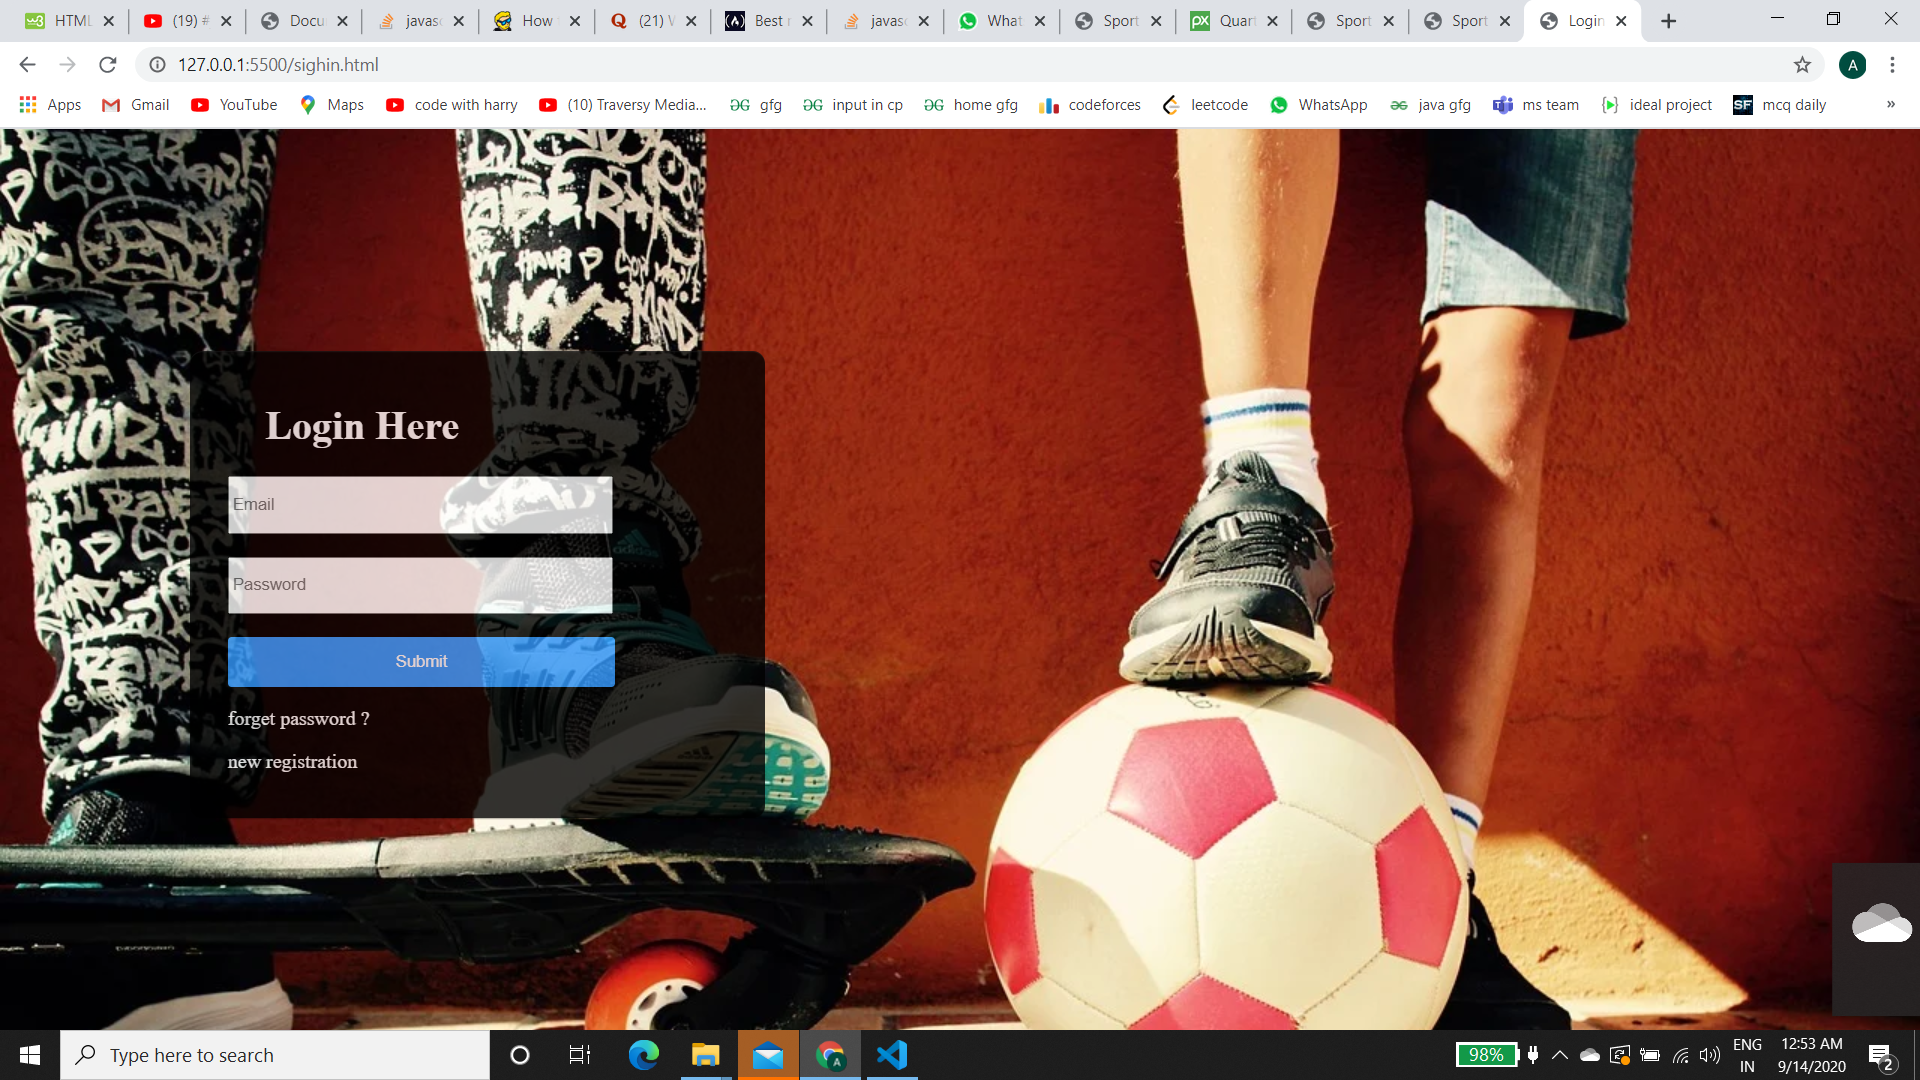 HTML (19) # Docu javas How Q (21) V Best r javas What Sport px Quar Sport Sport Login
127.0.0.1:5500/sighin.html A
Apps Gmail YouTube Maps code with harry (10) Traversy Media... gfg input in cp home gfg codeforces leetcode WhatsApp java gfg ms team ideal project SF mcq daily »
Login Here
Email
Password
Submit
forget password ?
new registration
Type here to search
98%
ENG
IN
12:53 AM
9/14/2020
2